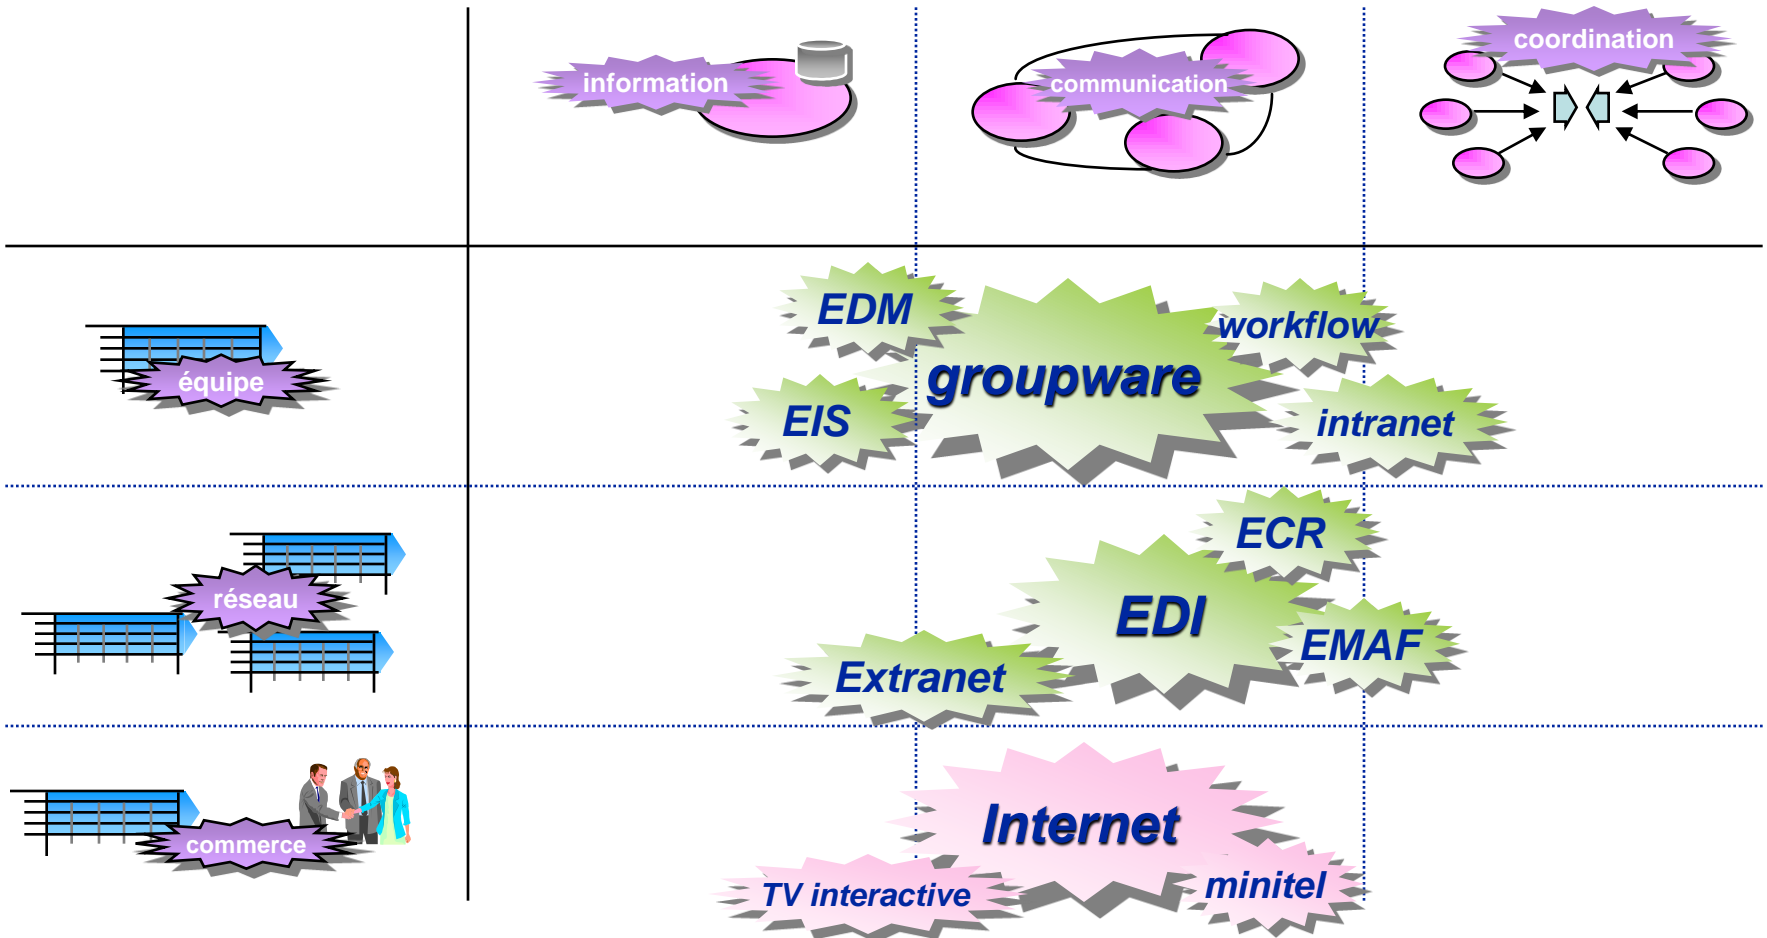 information
communication
coordination
équipe
EDM
groupware
workflow
EIS
intranet
réseau
ECR
EDI
EMAF
Extranet
commerce
Internet
TV interactive
minitel